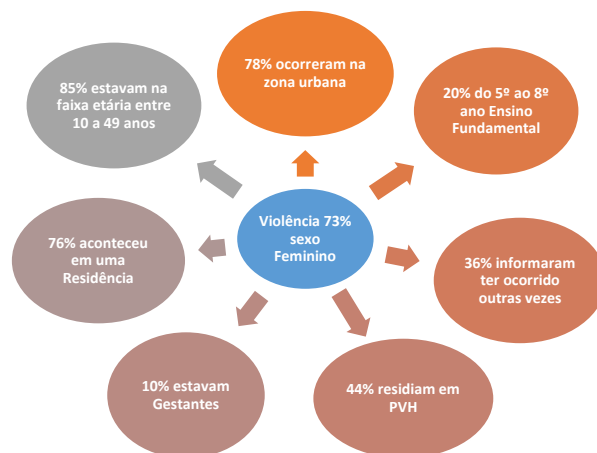 78% ocorreram na
zona urbana
20% do 5º ao 8º
ano Ensino
Fundamental
36% informaram
ter ocorrido
outras vezes
44% residiam em
PVH
10% estavam
Gestantes
76% aconteceu
em uma
Residência
85% estavam na
faixa etária entre
10 a 49 anos
Violência 73%
sexo
Feminino